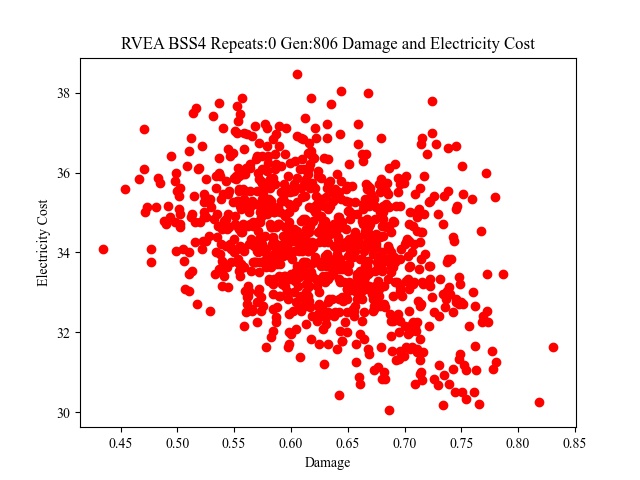 RVEA BSS4 Repeats:0 Gen:806 Damage and Electricity Cost
38
36
34
32
30
Electricity Cost
0.45 0.50 0.55 0.60 0.65 0.70 0.75 0.80 0.85
Damage